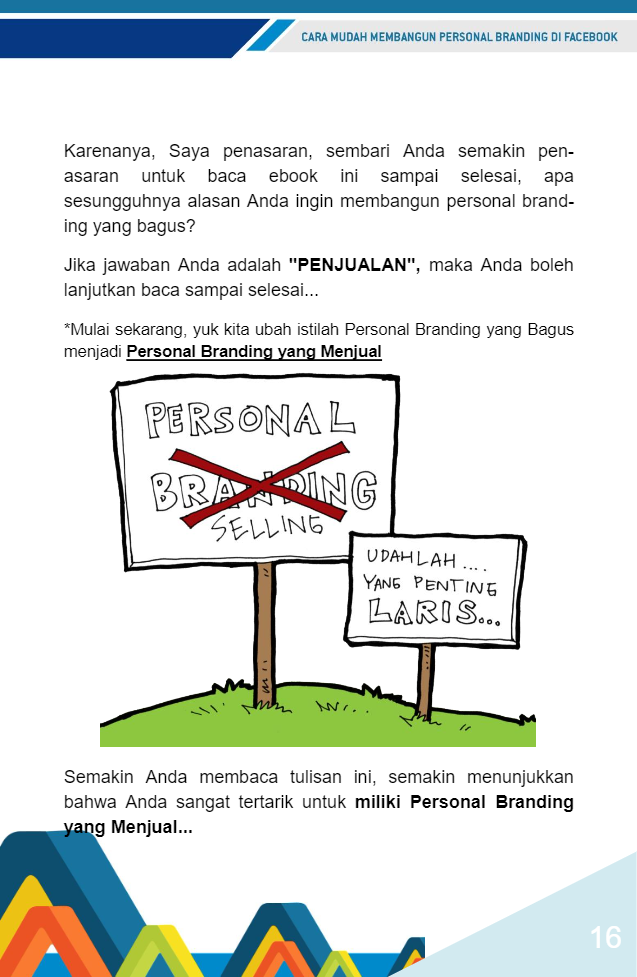 CARA MUDAH MEMBANGUN PERSONAL BRANDING DI FACEBOOK
Karenanya, Saya penasaran, sembari Anda semakin pen-
asaran untuk baca ebook ini sampai selesai, apa
sesungguhnya alasan Anda ingin membangun personal brand-
ing yang bagus?
Jika jawaban Anda adalah "PENJUALAN", maka Anda boleh
lanjutkan baca sampai selesai...
*Mulai sekarang, yuk kita ubah istilah Personal Branding yang Bagus
menjadi Personal Branding yang Menjual
PERSONAL
BRANDING
SELLING
UDAHLAH....
YANG PENTING
LARIS...
Semakin Anda membaca tulisan ini, semakin menunjukkan
bahwa Anda sangat tertarik untuk miliki Personal Branding
yang Menjual...
16